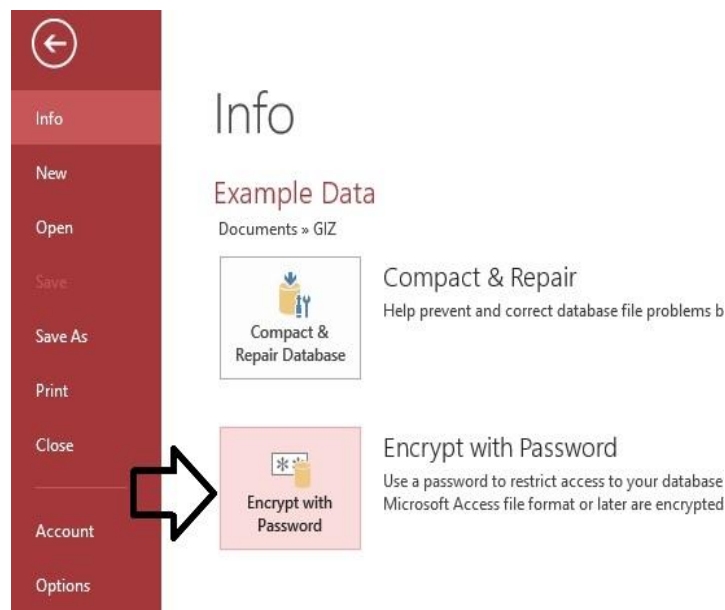 Info
New
Open
Save
Save As
Print
Close
Account
Options
Info
Example Data
Documents » GIZ
Compact &
Repair Database
Compact & Repair
Help prevent and correct database file problems b
Encrypt with
Password
Encrypt with Password
Use a password to restrict access to your database
Microsoft Access file format or later are encrypted